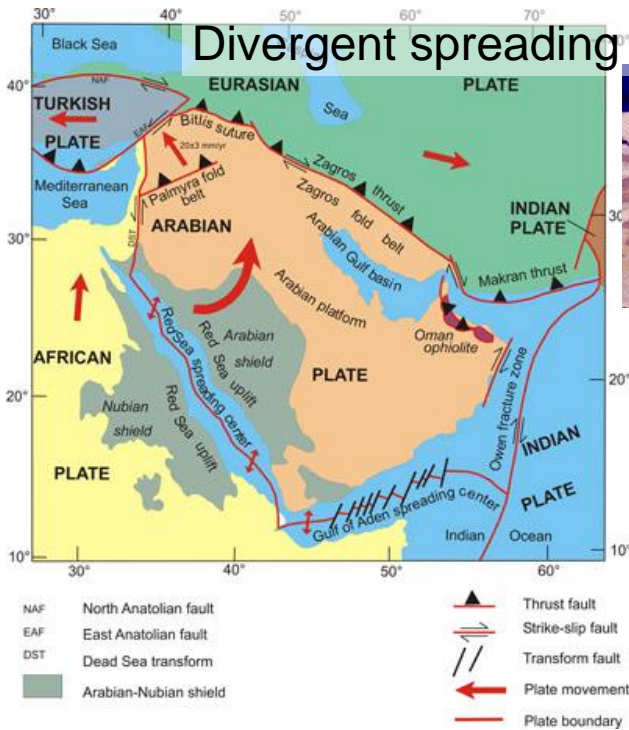 30° 40° 50° 60°
Divergent spreading
Black Sea
0°
40°
NAF
EURASIAN
PLATE
TURKISH
PLATE
Sea
EAF
Bitlis suture
20±3 mm/yr
Mediterranean
Sea
Palmyra fold
belt
Zagros thrust
Zagros fold belt
INDIAN
PLATE
30°
30
DST
ARABIAN
Arabian Gulf basin
Makran thrust
Arabian platform
Oman
ophiolite
AFRICAN
Red Sea spreading center
Red Sea uplift
Arabian
shield
PLATE
Owen fracture zone
20°
20°
Nubian
shield
Red Sea uplift
INDIAN
PLATE
PLATE
Gulf of Aden spreading center
Indian Ocean
10°
10°
30° 40° 50° 60°
NAF North Anatolian fault
EAF East Anatolian fault
DST Dead Sea transform
Arabian-Nubian shield
Thrust fault
Strike-slip fault
Transform fault
Plate movement
Plate boundary